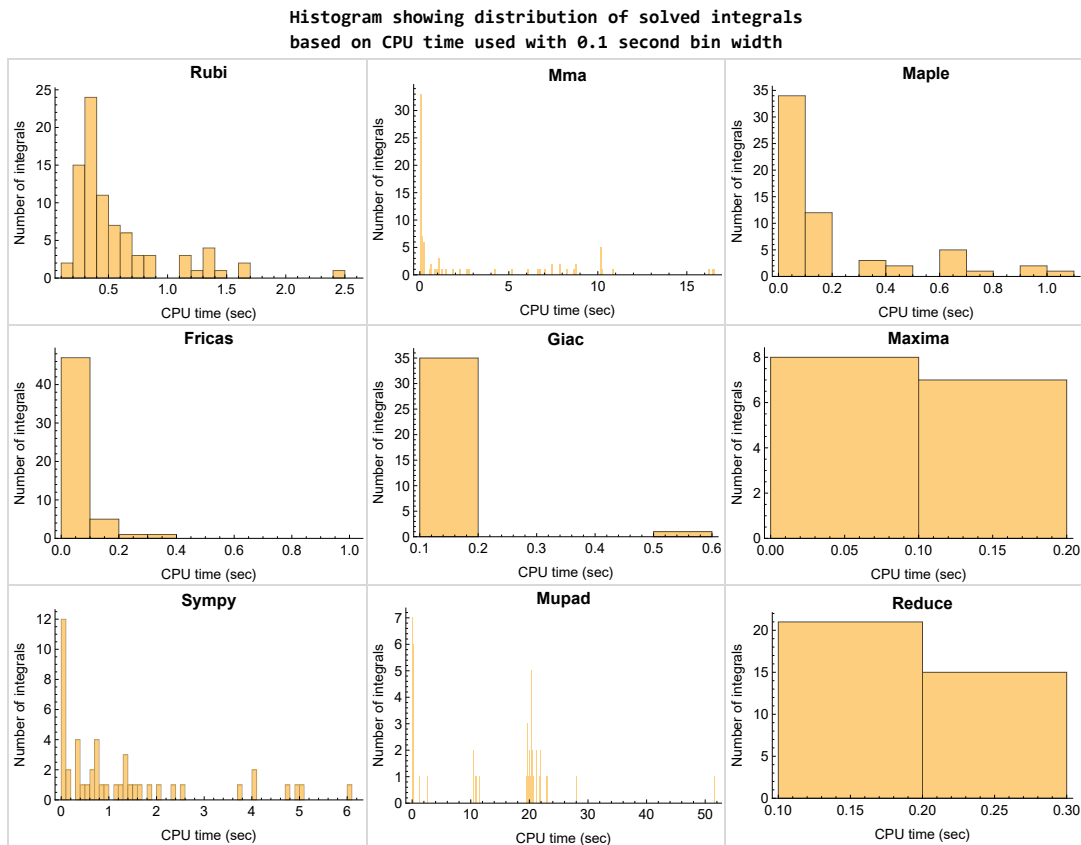 Histogram showing distribution of solved integrals
based on CPU time used with 0.1 second bin width
Rubi
Number of integrals
25
20
15
10
5
0
0.5 1.0 1.5 2.0 2.5
CPU time (sec)
Mma
Number of integrals
30
25
20
15
10
5
0
0 5 10 15
CPU time (sec)
Maple
Number of integrals
35
30
25
20
15
10
5
0
0.0 0.2 0.4 0.6 0.8 1.0
CPU time (sec)
Fricas
Number of integrals
40
30
20
10
0
0.0 0.2 0.4 0.6 0.8 1.0
CPU time (sec)
Giac
Number of integrals
35
30
25
20
15
10
5
0
0.1 0.2 0.3 0.4 0.5 0.6
CPU time (sec)
Maxima
Number of integrals
8
6
4
2
0
0.00 0.05 0.10 0.15 0.20
CPU time (sec)
Sympy
Number of integrals
12
10
8
6
4
2
0
0 1 2 3 4 5 6
CPU time (sec)
Mupad
Number of integrals
7
6
5
4
3
2
1
0
0 10 20 30 40 50
CPU time (sec)
Reduce
Number of integrals
20
15
10
5
0
0.10 0.15 0.20 0.25 0.30
CPU time (sec)